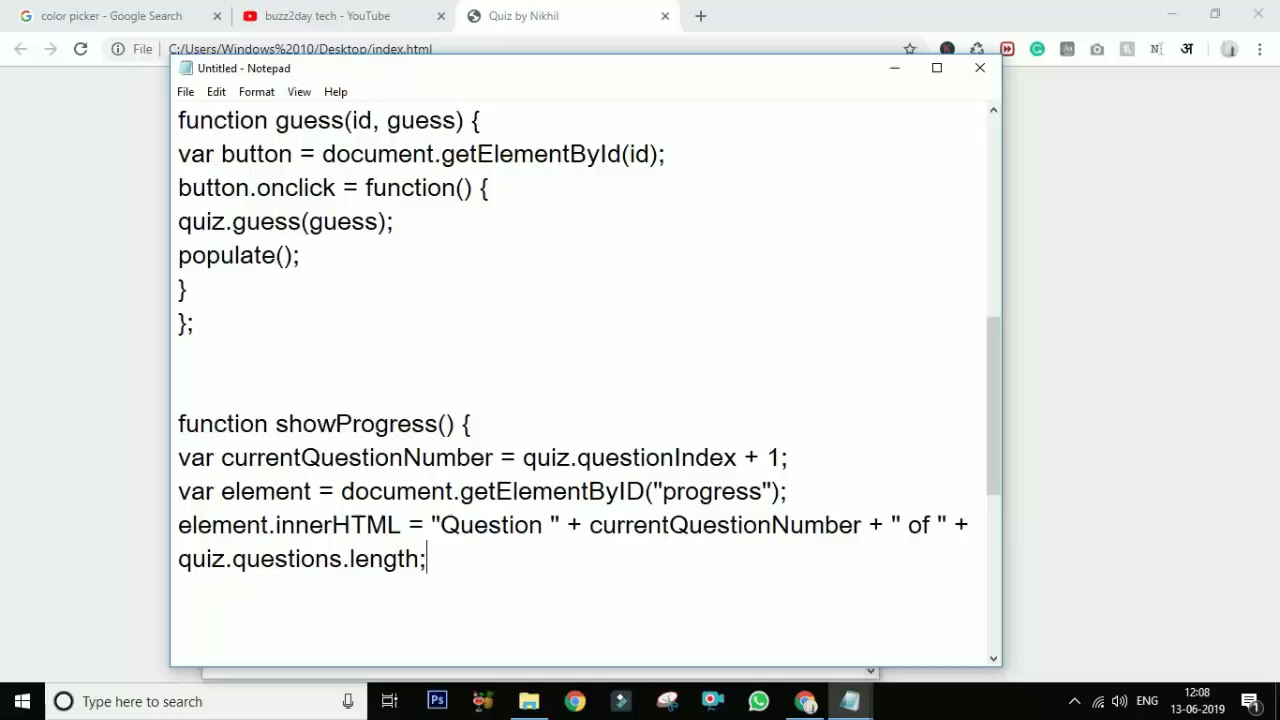 color picker - Google Search
buzz2day tech - YouTube
Quiz by Nikhil
File
C:/Users/Windows%2010/Desktop/index.html
Untitled - Notepad
File Edit Format View Help
function guess(id, guess) {
var button = document.getElementById(id);
button.onclick = function() {
quiz.guess(guess);
populate();
}
};
function showProgress() {
var currentQuestionNumber = quiz.questionIndex + 1;
var element = document.getElementByID("progress");
element.innerHTML = "Question " + currentQuestionNumber + " of " +
quiz.questions.length;
Type here to search
ENG
12:08
13-06-2019